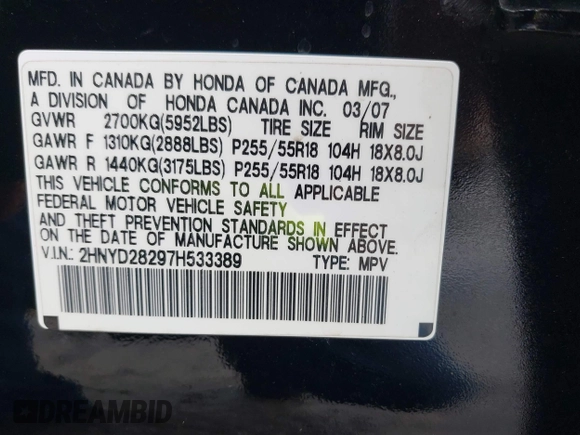 MFD. IN CANADA BY HONDA OF CANADA MFG.,
A DIVISION OF HONDA CANADA INC. 03/07
GVWR 2700KG(5952LBS) TIRE SIZE RIM SIZE
GAWR F 1310KG(2888LBS) P255/55R18 104H 18X8.0J
GAWR R 1440KG(3175LBS) P255/55R18 104H 18X8.0J
THIS VEHICLE CONFORMS TO ALL APPLICABLE
FEDERAL MOTOR VEHICLE SAFETY
AND THEFT PREVENTION STANDARDS IN EFFECT
ON THE DATE OF MANUFACTURE SHOWN ABOVE.
V.I.N.: 2HNYD28297H533389 TYPE: MPV
DREAMBID